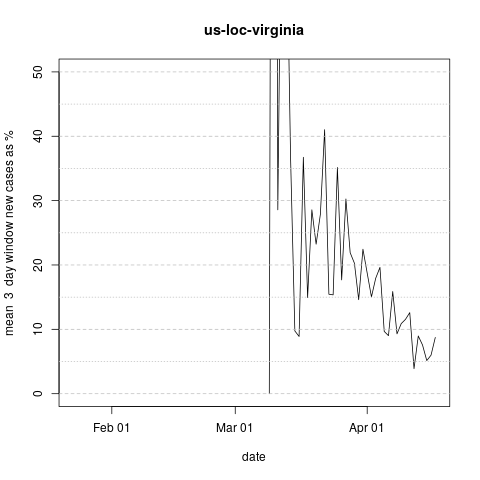 us-loc-virginia
mean 3 day window new cases as %
50
40
30
20
10
0
Feb 01
Mar 01
Apr 01
date